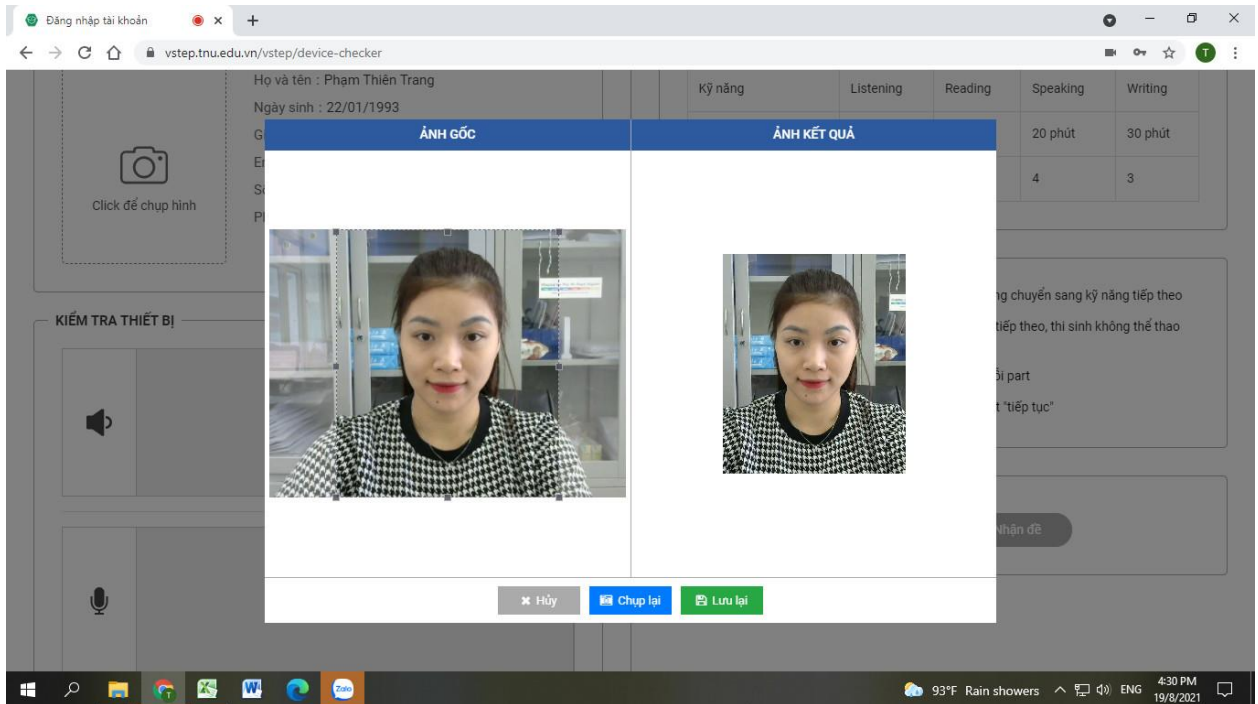 Đăng nhập tài khoản
vstep.tnu.edu.vn/vstep/device-checker
T
Họ và tên : Phạm Thiên Trang
Ngày sinh : 22/01/1993
Click để chụp hình
Kỹ năng Listening Reading Speaking Writing
20 phút 30 phút
4 3
ẢNH GỐC
ẢNH KẾT QUẢ
ng chuyển sang kỹ năng tiếp theo
tiếp theo, thi sinh không thể thao
ỗi part
t "tiếp tục"
KIỂM TRA THIẾT BỊ
Nhận đề
Hủy
Chụp lại
Lưu lại
Zalo
93°F Rain showers
ENG
4:30 PM
19/8/2021